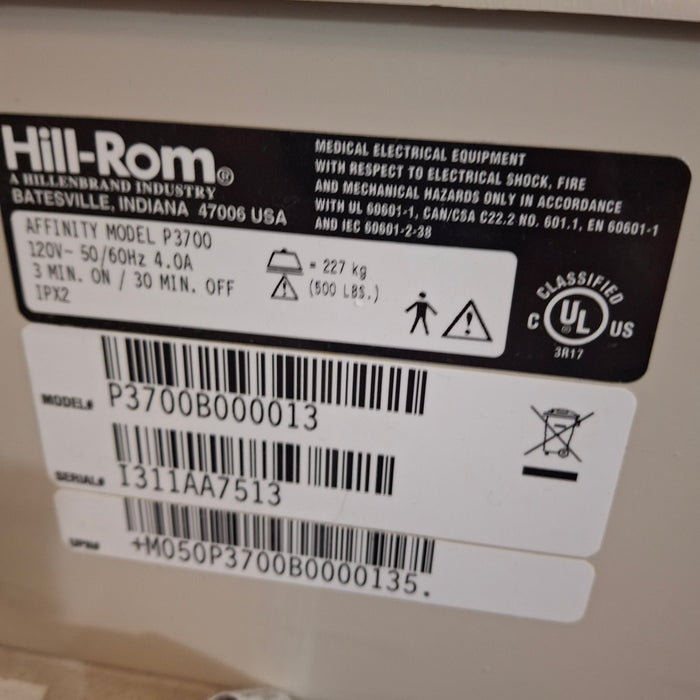 Hill-Rom®
A HILLENBRAND INDUSTRY
BATESVILLE, INDIANA 47006 USA
MEDICAL ELECTRICAL EQUIPMENT
WITH RESPECT TO ELECTRICAL SHOCK, FIRE
AND MECHANICAL HAZARDS ONLY IN ACCORDANCE
WITH UL 60601-1, CAN/CSA C22.2 NO. 601.1, EN 60601-1
AND IEC 60601-2-38
AFFINITY MODEL P3700
120V~ 50/60Hz 4.0A
3 MIN. ON / 30 MIN. OFF
IPX2
= 227 kg
(500 LBS.)
CLASSIFIED
C UL® US
3A17
MODEL# P3700B000013
SERIAL# I311AA7513
UPN# +M050P3700B0000135.